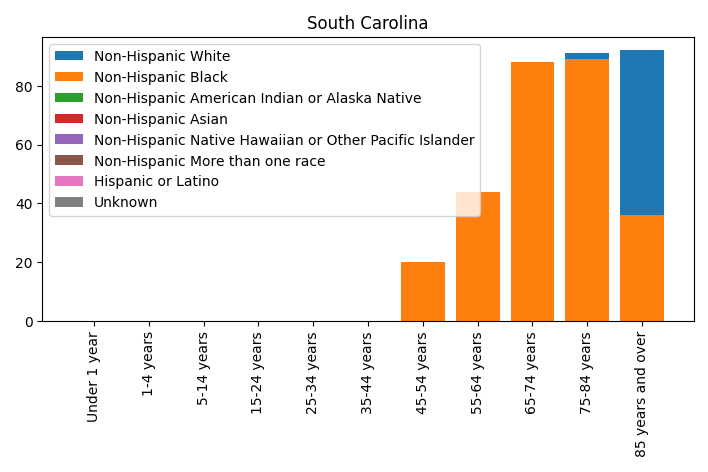 South Carolina
Non-Hispanic White
Non-Hispanic Black
Non-Hispanic American Indian or Alaska Native
Non-Hispanic Asian
Non-Hispanic Native Hawaiian or Other Pacific Islander
Non-Hispanic More than one race
Hispanic or Latino
Unknown
80
60
40
20
0
Under 1 year
1-4 years
5-14 years
15-24 years
25-34 years
35-44 years
45-54 years
55-64 years
65-74 years
75-84 years
85 years and over